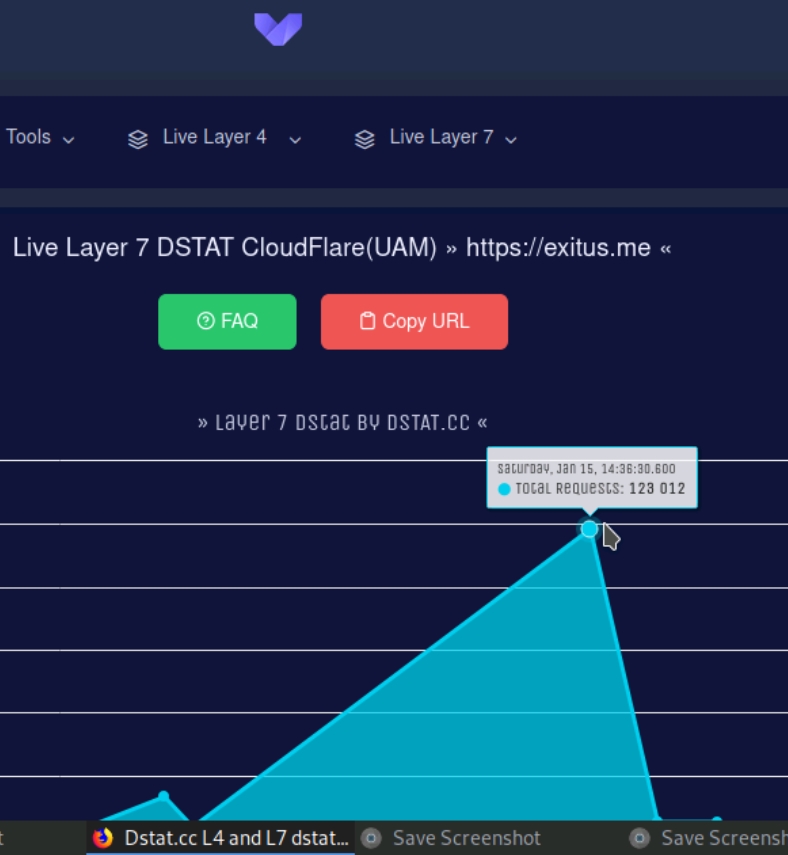 Tools
Live Layer 4
Live Layer 7
Live Layer 7 DSTAT CloudFlare(UAM) » https://exitus.me «
FAQ
Copy URL
» Layer 7 Dstat BY DSTAT.CC «
Saturday, Jan 15, 14:36:30.600
Total Requests: 123 012
t
Dstat.cc L4 and L7 dstat...
Save Screenshot
Save Screensh